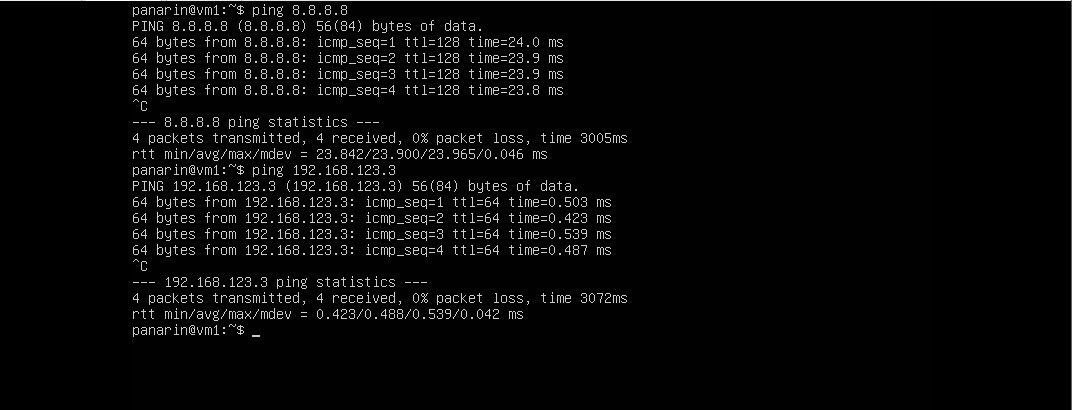 panarin@vm1:~$ ping 8.8.8.8
PING 8.8.8.8 (8.8.8.8) 56(84) bytes of data.
64 bytes from 8.8.8.8: icmp_seq=1 ttl=128 time=24.0 ms
64 bytes from 8.8.8.8: icmp_seq=2 ttl=128 time=23.9 ms
64 bytes from 8.8.8.8: icmp_seq=3 ttl=128 time=23.9 ms
64 bytes from 8.8.8.8: icmp_seq=4 ttl=128 time=23.8 ms
^C
--- 8.8.8.8 ping statistics ---
4 packets transmitted, 4 received, 0% packet loss, time 3005ms
rtt min/avg/max/mdev = 23.842/23.900/23.965/0.046 ms
panarin@vm1:~$ ping 192.168.123.3
PING 192.168.123.3 (192.168.123.3) 56(84) bytes of data.
64 bytes from 192.168.123.3: icmp_seq=1 ttl=64 time=0.503 ms
64 bytes from 192.168.123.3: icmp_seq=2 ttl=64 time=0.423 ms
64 bytes from 192.168.123.3: icmp_seq=3 ttl=64 time=0.539 ms
64 bytes from 192.168.123.3: icmp_seq=4 ttl=64 time=0.487 ms
^C
--- 192.168.123.3 ping statistics ---
4 packets transmitted, 4 received, 0% packet loss, time 3072ms
rtt min/avg/max/mdev = 0.423/0.488/0.539/0.042 ms
panarin@vm1:~$ _